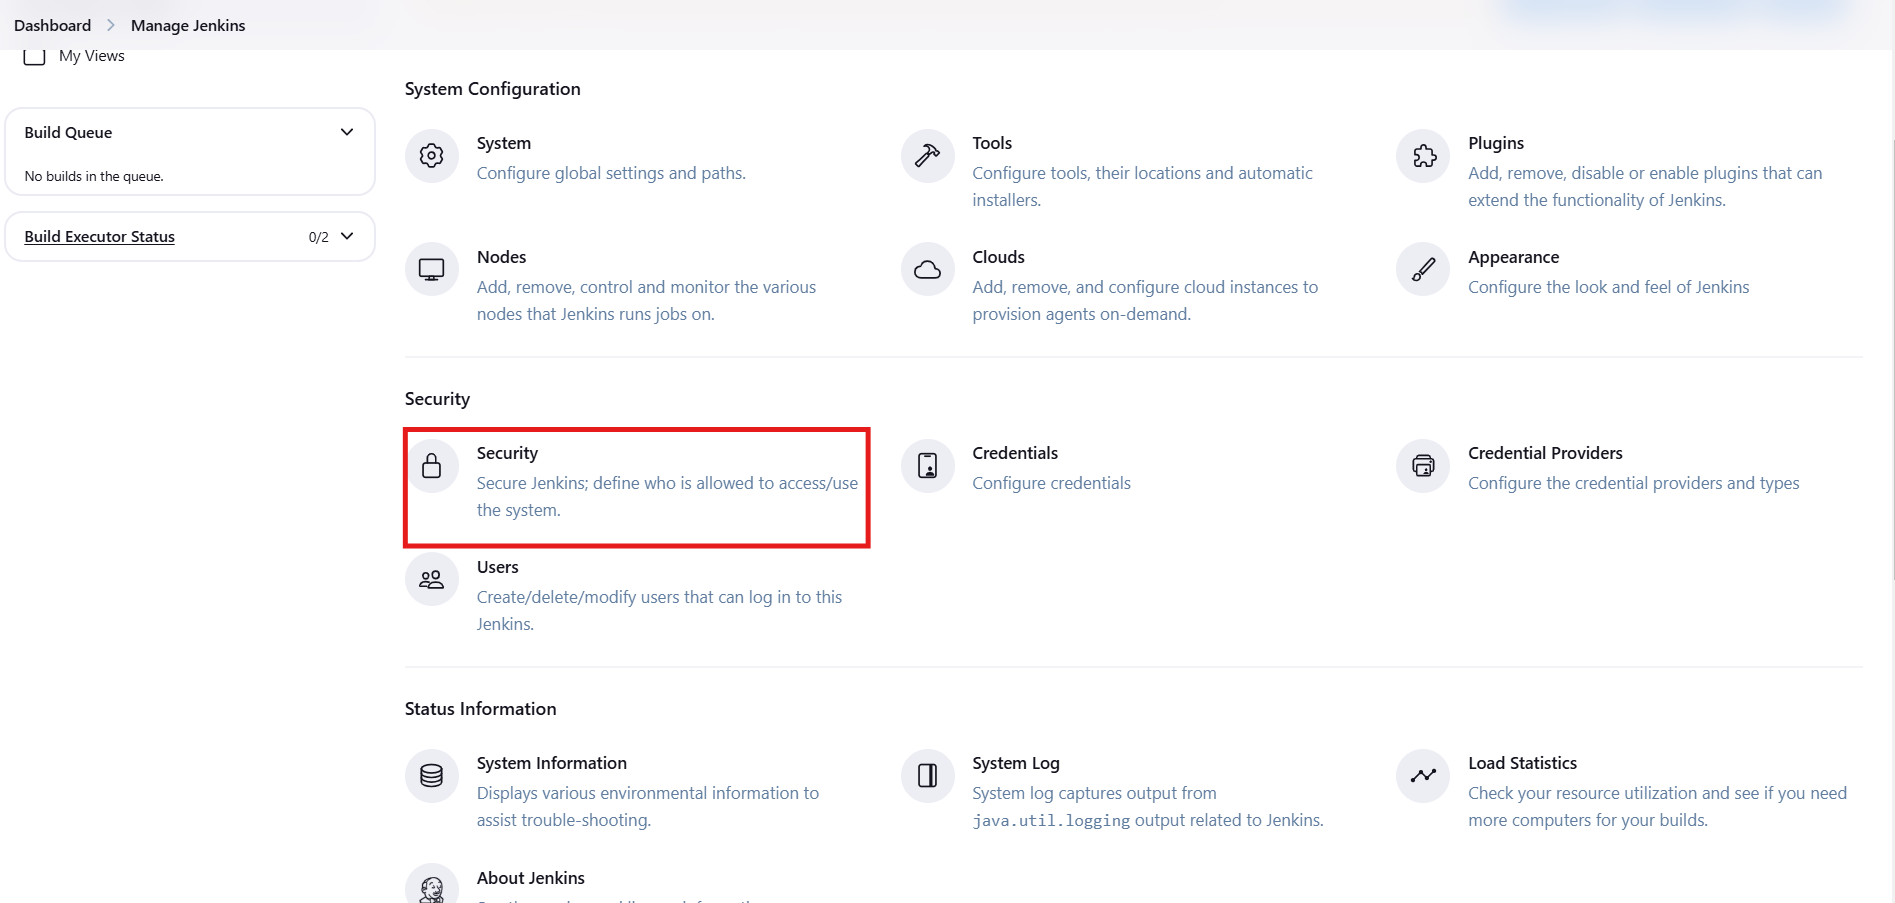 Dashboard > Manage Jenkins
My Views
Build Queue
No builds in the queue.
Build Executor Status 0/2
System Configuration
System
Configure global settings and paths.
Tools
Configure tools, their locations and automatic
installers.
Plugins
Add, remove, disable or enable plugins that can
extend the functionality of Jenkins.
Nodes
Add, remove, control and monitor the various
nodes that Jenkins runs jobs on.
Clouds
Add, remove, and configure cloud instances to
provision agents on-demand.
Appearance
Configure the look and feel of Jenkins
Security
Security
Secure Jenkins; define who is allowed to access/use
the system.
Credentials
Configure credentials
Credential Providers
Configure the credential providers and types
Users
Create/delete/modify users that can log in to this
Jenkins.
Status Information
System Information
Displays various environmental information to
assist trouble-shooting.
System Log
System log captures output from
java.util.logging output related to Jenkins.
Load Statistics
Check your resource utilization and see if you need
more computers for your builds.
About Jenkins